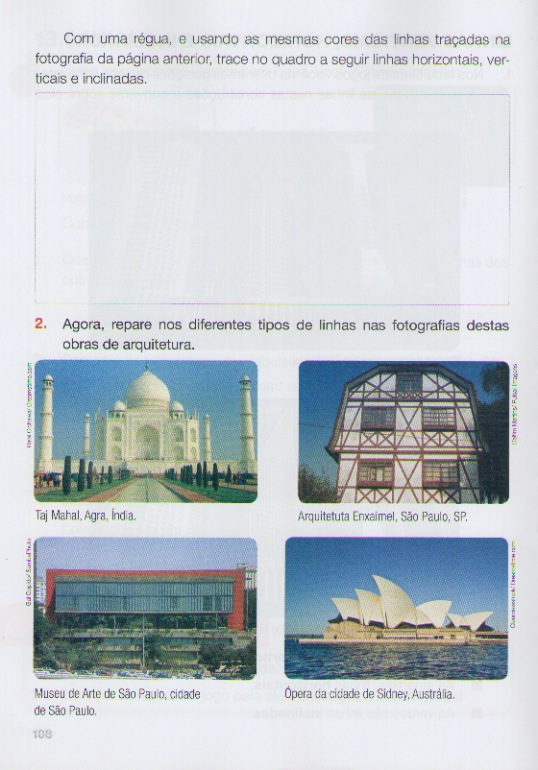 Com uma régua, e usando as mesmas cores das linhas traçadas na
fotografia da página anterior, trace no quadro a seguir linhas horizontais, ver-
ticais e inclinadas.
2. Agora, repare nos diferentes tipos de linhas nas fotografias destas
obras de arquitetura.
Taj Mahal, Agra, Índia.
Arquitetuta Enxaimel, São Paulo, SP.
Museu de Arte de São Paulo, cidade
de São Paulo.
Ópera da cidade de Sidney, Austrália.
108